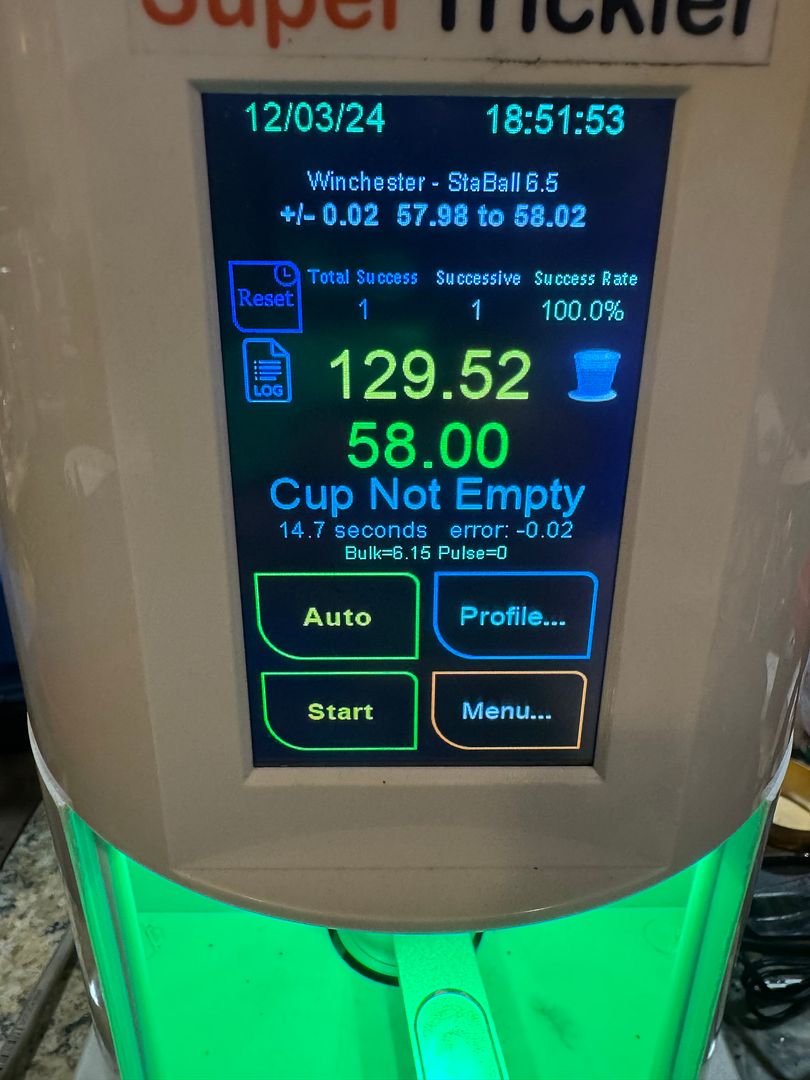 Super Trickler
12/03/24 18:51:53
Winchester - StaBall 6.5
+/- 0.02 57.98 to 58.02
Reset
Total Success Successive Success Rate
1 1 100.0%
LOG
129.52
58.00
Cup Not Empty
14.7 seconds error: -0.02
Bulk=6.15 Pulse=0
Auto Profile...
Start Menu...